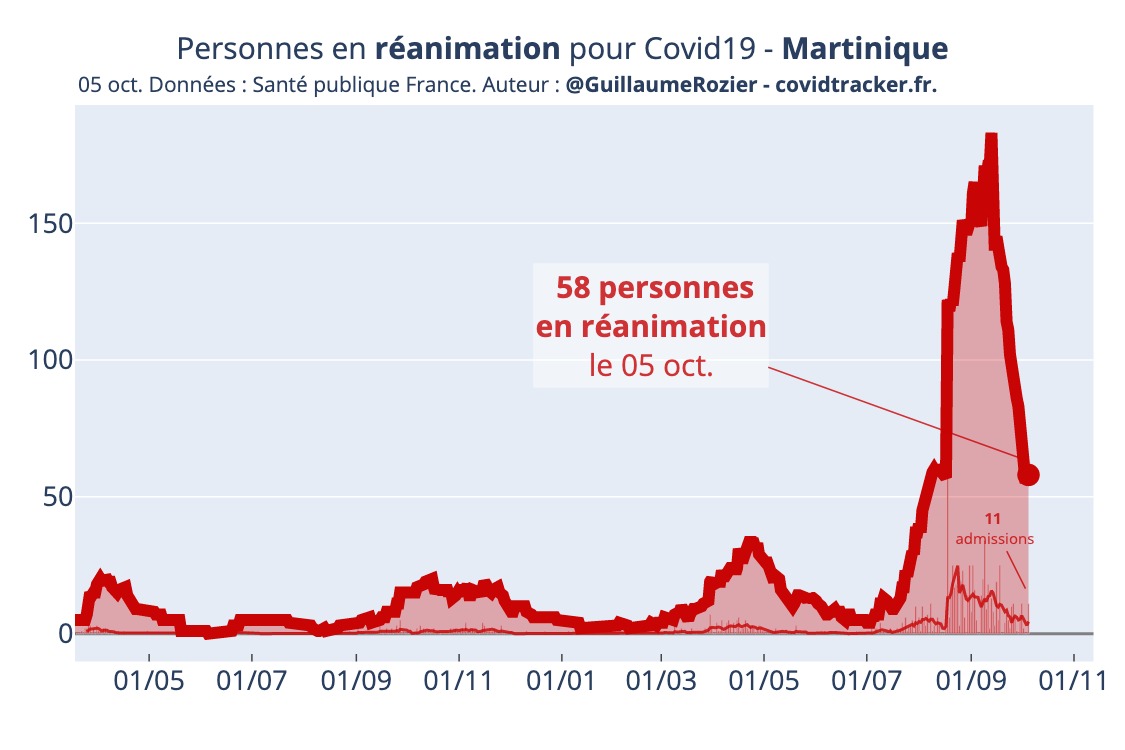 Personnes en réanimation pour Covid19 - Martinique
05 oct. Données : Santé publique France. Auteur : @GuillaumeRozier - covidtracker.fr.
150
100
50
0
58 personnes
en réanimation
le 05 oct.
11
admissions
01/05
01/07
01/09
01/11
01/01
01/03
01/05
01/07
01/09
01/11